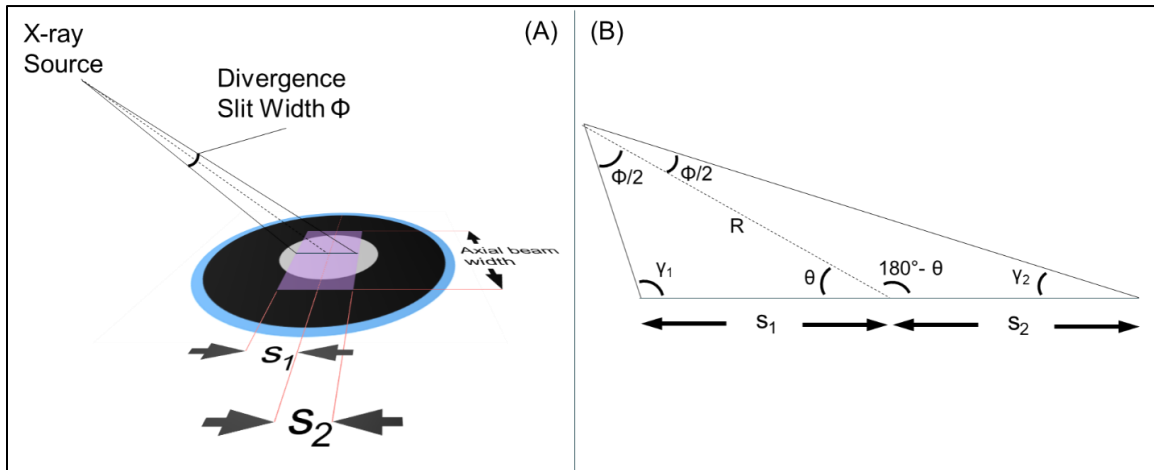 X-ray
Source
(A)
Divergence
Slit Width Φ
Axial beam
width
S1
S2
(B)
Φ/2
Φ/2
R
γ1
θ
180°- θ
γ2
s1
s2